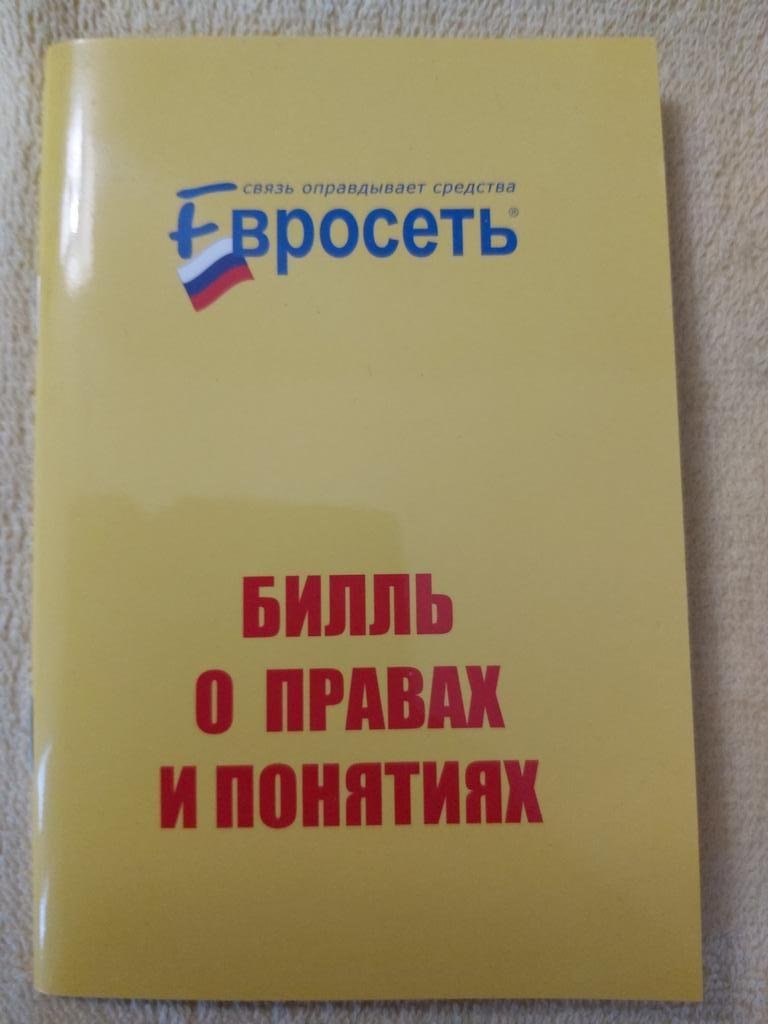 связь оправдывает средства
Евросеть®
БИЛЛЬ
О ПРАВАХ
И ПОНЯТИЯХ